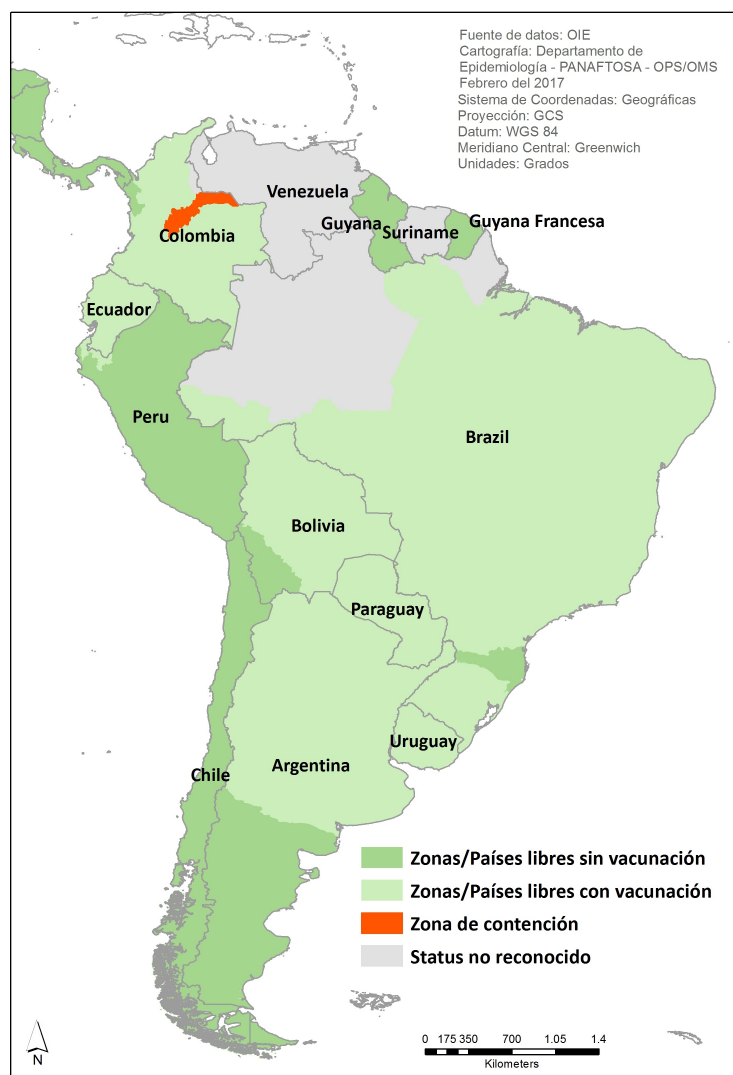 Fuente de datos: OIE
Cartografía: Departamento de
Epidemiología - PANAFTOSA - OPS/OMS
Febrero del 2017
Sistema de Coordenadas: Geográficas
Proyección: GCS
Datum: WGS 84
Meridiano Central: Greenwich
Unidades: Grados
Venezuela
Guyana
Suriname
Guyana Francesa
Colombia
Ecuador
Peru
Brazil
Bolivia
Paraguay
Uruguay
Chile
Argentina
Zonas/Países libres sin vacunación
Zonas/Países libres con vacunación
Zona de contención
Status no reconocido
N
0 175 350 700 1.05 1.4
Kilometers